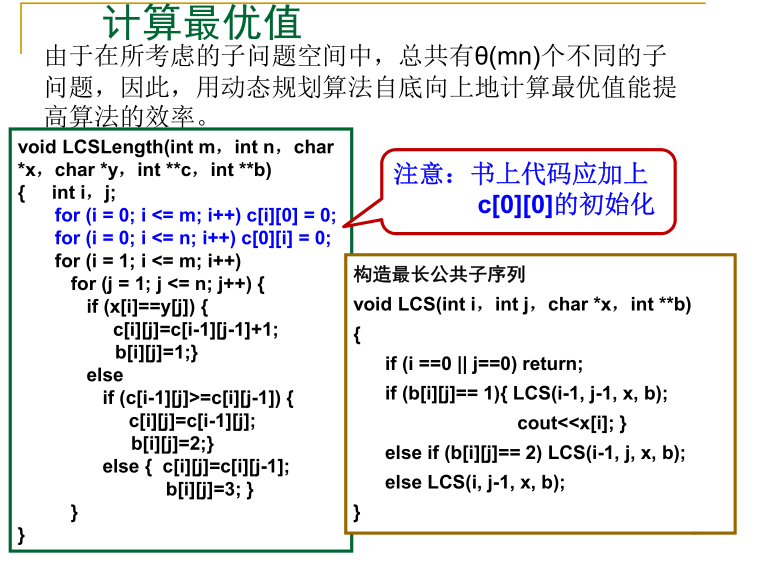 计算最优值
由于在所考虑的子问题空间中，总共有θ(mn)个不同的子
问题，因此，用动态规划算法自底向上地计算最优值能提
高算法的效率。
void LCSLength(int m，int n，char
*x，char *y，int **c，int **b)
{ int i，j;
for (i = 0; i <= m; i++) c[i][0] = 0;
for (i = 0; i <= n; i++) c[0][i] = 0;
for (i = 1; i <= m; i++)
for (j = 1; j <= n; j++) {
if (x[i]==y[j]) {
c[i][j]=c[i-1][j-1]+1;
b[i][j]=1;}
else
if (c[i-1][j]>=c[i][j-1]) {
c[i][j]=c[i-1][j];
b[i][j]=2;}
else { c[i][j]=c[i][j-1];
b[i][j]=3; }
}
}
注意：书上代码应加上
c[0][0]的初始化
构造最长公共子序列
void LCS(int i，int j，char *x，int **b)
{
if (i ==0 || j==0) return;
if (b[i][j]== 1){ LCS(i-1, j-1, x, b);
cout<<x[i]; }
else if (b[i][j]== 2) LCS(i-1, j, x, b);
else LCS(i, j-1, x, b);
}